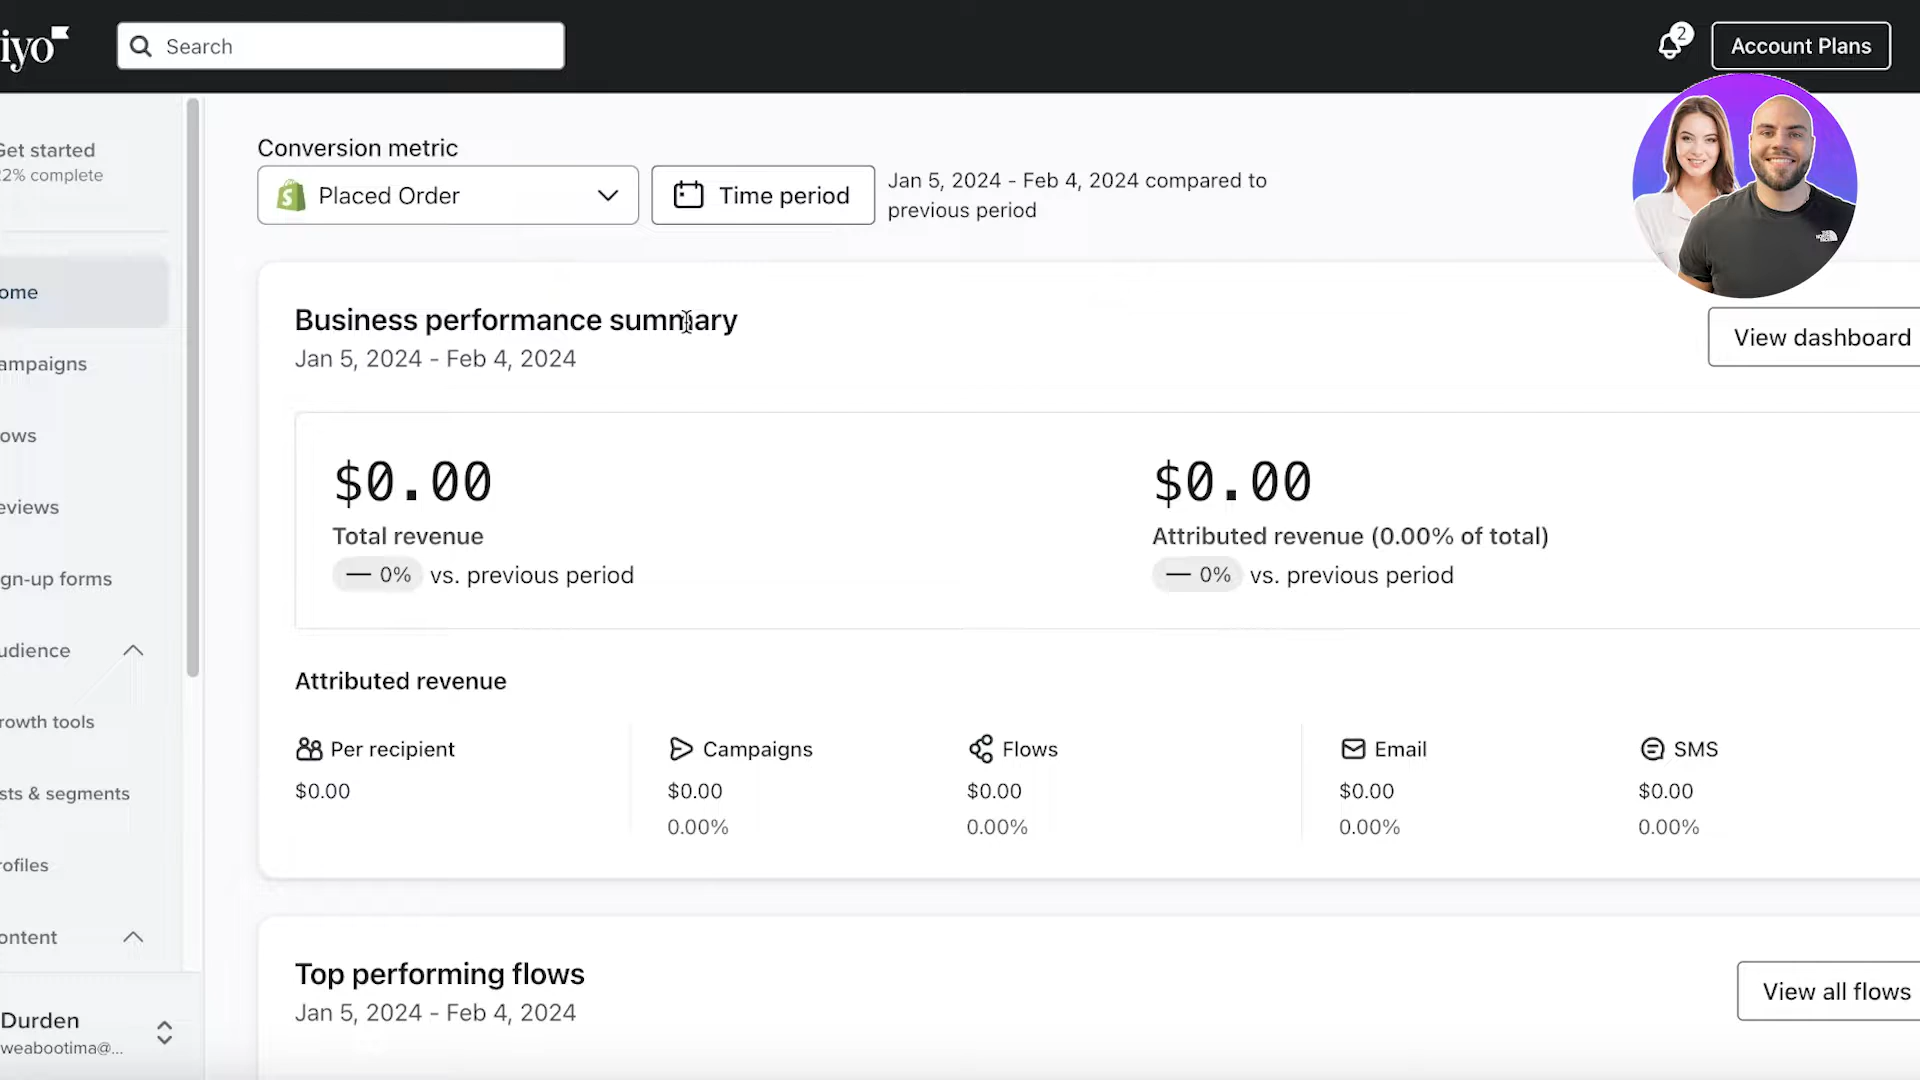 iyo
Search
2
Account Plans
Get started
22% complete
ome
ampaigns
ows
eviews
gn-up forms
udience
rowth tools
sts & segments
rofiles
ontent
Durden
weabootima@...
Conversion metric
Placed Order
Time period
Jan 5, 2024 - Feb 4, 2024 compared to
previous period
Business performance summary
Jan 5, 2024 - Feb 4, 2024
View dashboard
$0.00
Total revenue
— 0% vs. previous period
$0.00
Attributed revenue (0.00% of total)
— 0% vs. previous period
Attributed revenue
Per recipient
$0.00
Campaigns
$0.00
0.00%
Flows
$0.00
0.00%
Email
$0.00
0.00%
SMS
$0.00
0.00%
Top performing flows
Jan 5, 2024 - Feb 4, 2024
View all flows